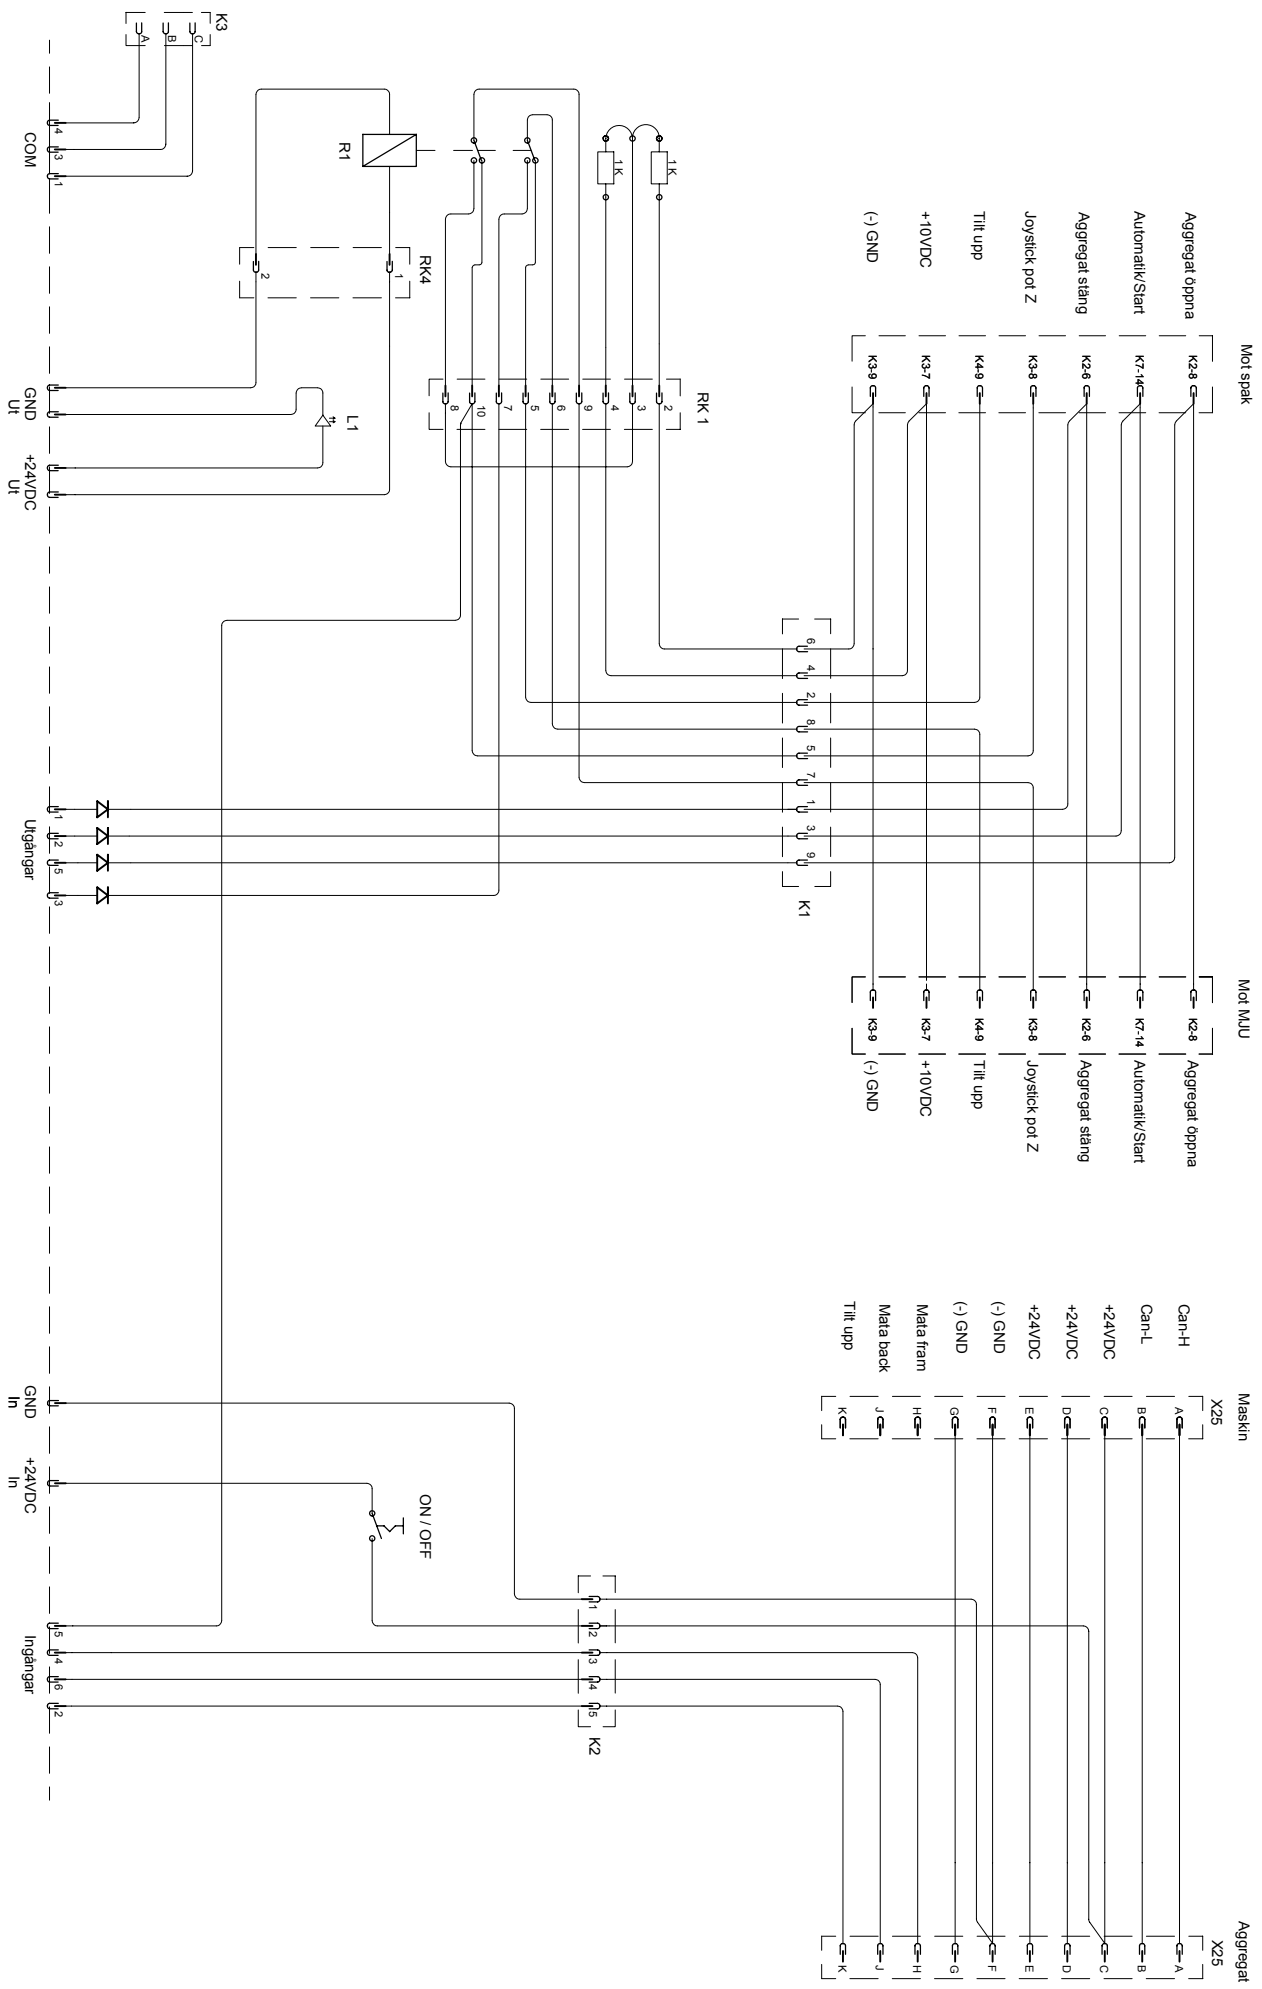 Mot spak
Aggregat öppna
Automatik/Start
Aggregat stäng
Joystick pot Z
Tilt upp
+10VDC
(-) GND
K2-8
K7-14
K2-6
K3-8
K4-9
K3-7
K3-9
Mot MJU
K2-8
K7-14
K2-6
K3-8
K4-9
K3-7
K3-9
Aggregat öppna
Automatik/Start
Aggregat stäng
Joystick pot Z
Tilt upp
+10VDC
(-) GND
Maskin
X25
Can-H
Can-L
+24VDC
+24VDC
+24VDC
(-) GND
(-) GND
Mata fram
Mata back
Tilt upp
A
B
C
D
E
F
G
H
J
K
Aggregat
X25
A
B
C
D
E
F
G
H
J
K
K1
6
4
2
8
5
7
1
3
9
RK 1
2
3
4
9
6
5
7
10
8
1K
1K
K2
1
2
3
4
5
RK4
1
2
R1
L1
ON / OFF
K3
A
B
C
4
3
1
COM
GND
Ut
+24VDC
Ut
1
2
5
3
Utgångar
GND
In
+24VDC
In
5
4
6
2
Ingångar